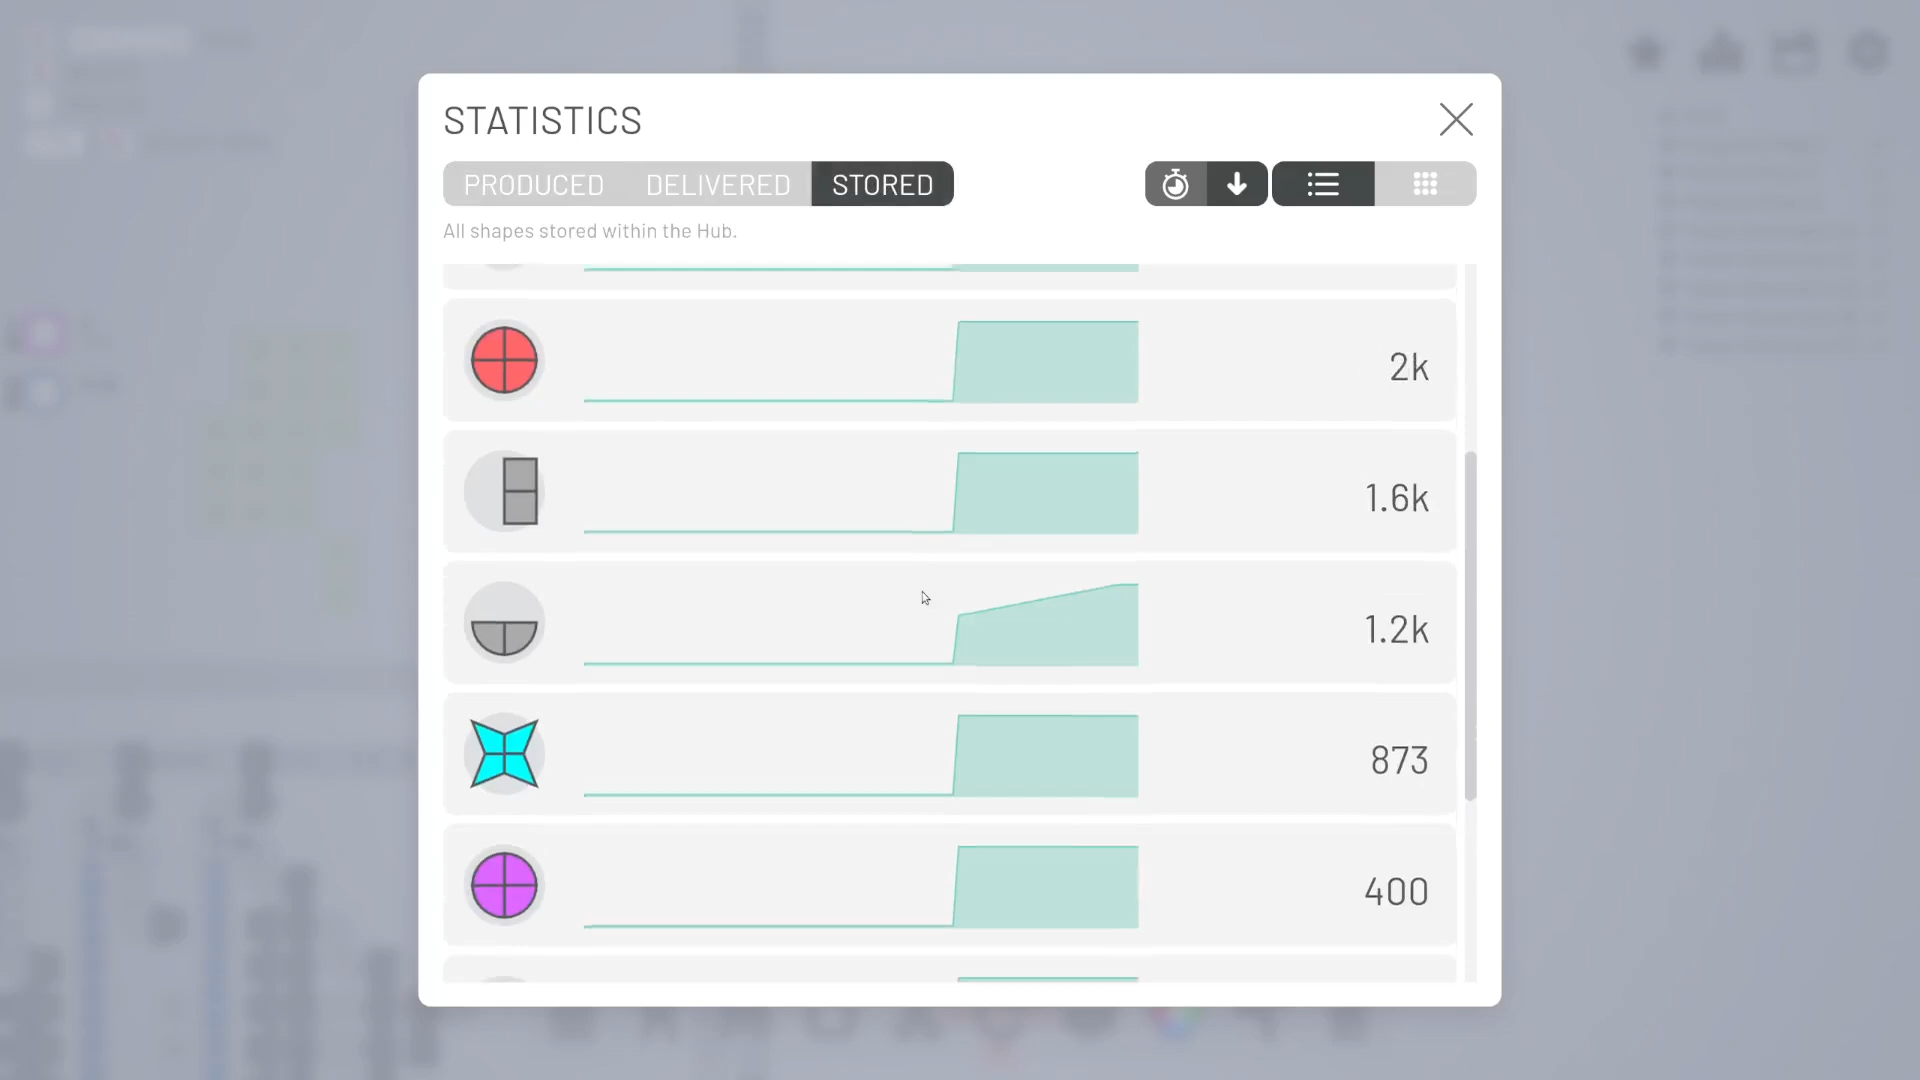 STATISTICS
PRODUCED DELIVERED STORED
All shapes stored within the Hub.
2k
1.6k
1.2k
873
400